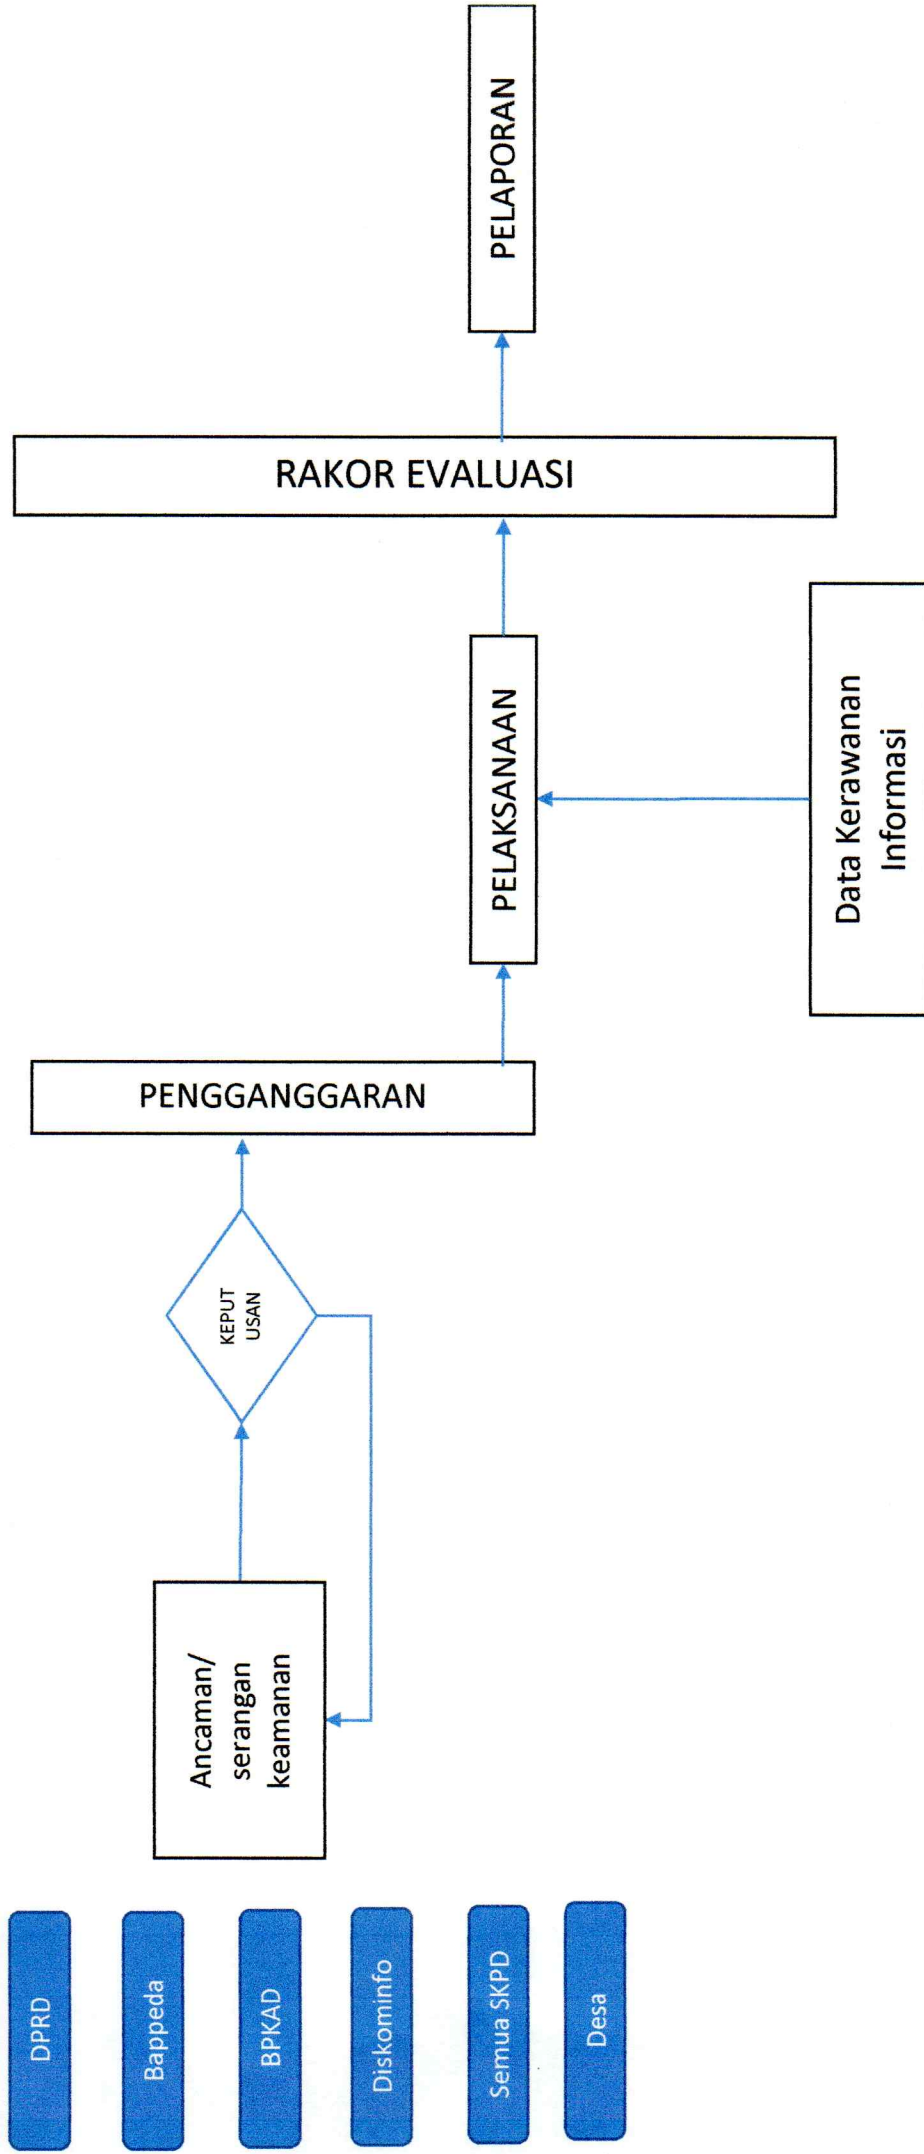 DPRD
Bappeda
BPKAD
Diskominfo
Semua SKPD
Desa
Ancaman/
serangan
keamanan
KEPUT
USAN
PENGGANGGARAN
PELAKSANAAN
Data Kerawanan
Informasi
RAKOR EVALUASI
PELAPORAN